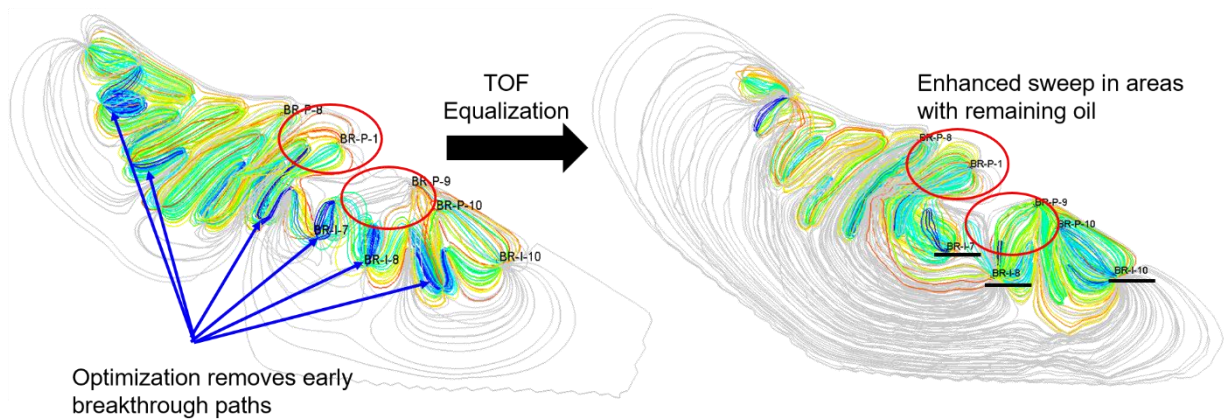 TOF
Equalization
Enhanced sweep in areas
with remaining oil
BR-P-8
BR-P-1
BR-P-9
BR-P-10
BR-I-7
BR-I-8
BR-I-10
Optimization removes early
breakthrough paths
BR-P-8
BR-P-1
BR-P-9
BR-P-10
BR-I-7
BR-I-8
BR-I-10